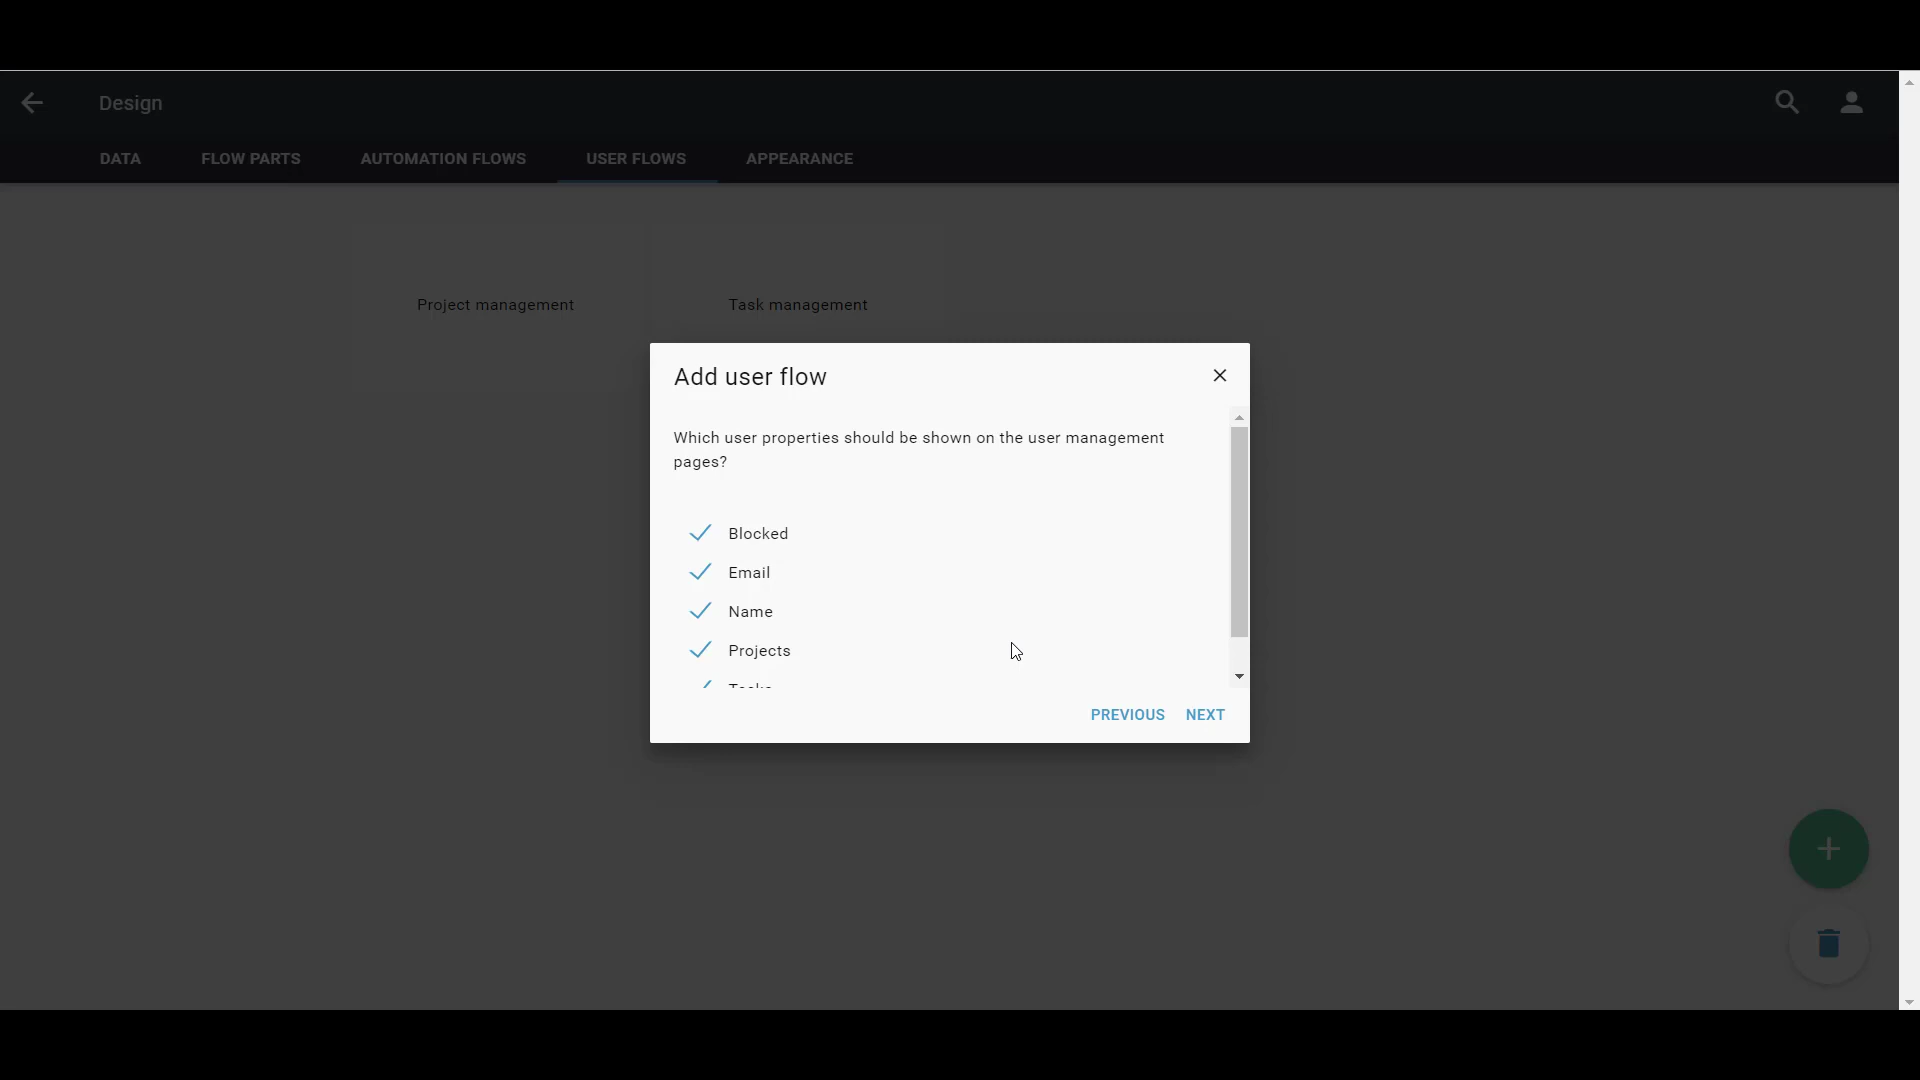 Design
DATA
FLOW PARTS
AUTOMATION FLOWS
USER FLOWS
APPEARANCE
Project management
Task management
Add user flow
Which user properties should be shown on the user management
pages?
Blocked
Email
Name
Projects
Tasks
PREVIOUS
NEXT